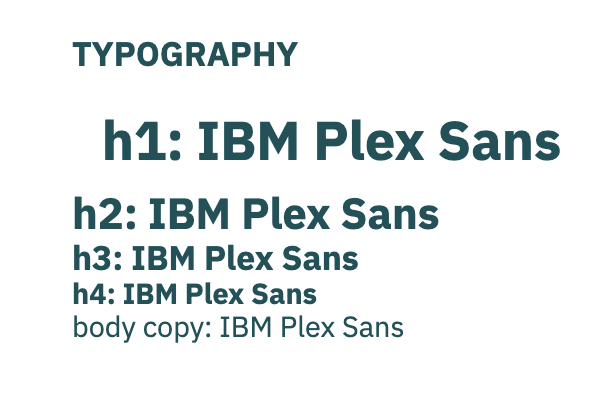 TYPOGRAPHY
h1: IBM Plex Sans
h2: IBM Plex Sans
h3: IBM Plex Sans
h4: IBM Plex Sans
body copy: IBM Plex Sans